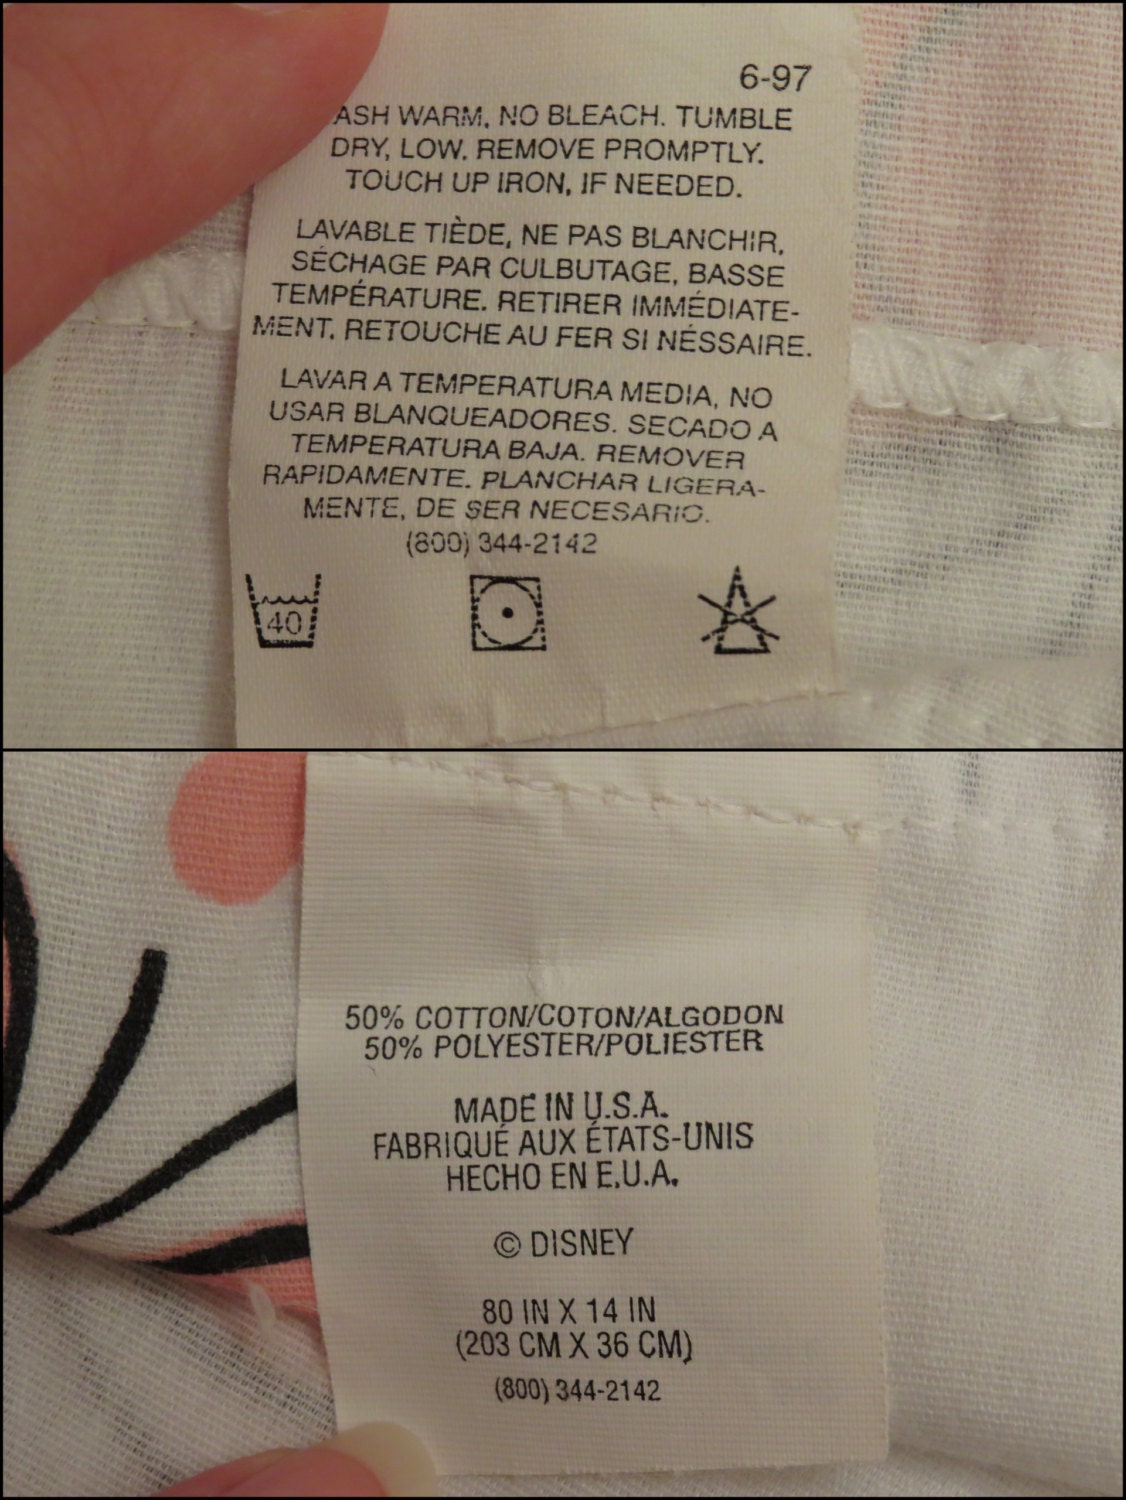 6-97
ASH WARM, NO BLEACH. TUMBLE
DRY, LOW. REMOVE PROMPTLY.
TOUCH UP IRON, IF NEEDED.
LAVABLE TIÈDE, NE PAS BLANCHIR,
SÉCHAGE PAR CULBUTAGE, BASSE
TEMPÉRATURE. RETIRER IMMÉDIATE-
MENT. RETOUCHE AU FER SI NÉSSAIRE.
LAVAR A TEMPERATURA MEDIA, NO
USAR BLANQUEADORES. SECADO A
TEMPERATURA BAJA. REMOVER
RAPIDAMENTE. PLANCHAR LIGERA-
MENTE, DE SER NECESARIO.
(800) 344-2142
40
50% COTTON/COTON/ALGODON
50% POLYESTER/POLIESTER
MADE IN U.S.A.
FABRIQUÉ AUX ÉTATS-UNIS
HECHO EN E.U.A.
© DISNEY
80 IN X 14 IN
(203 CM X 36 CM)
(800) 344-2142